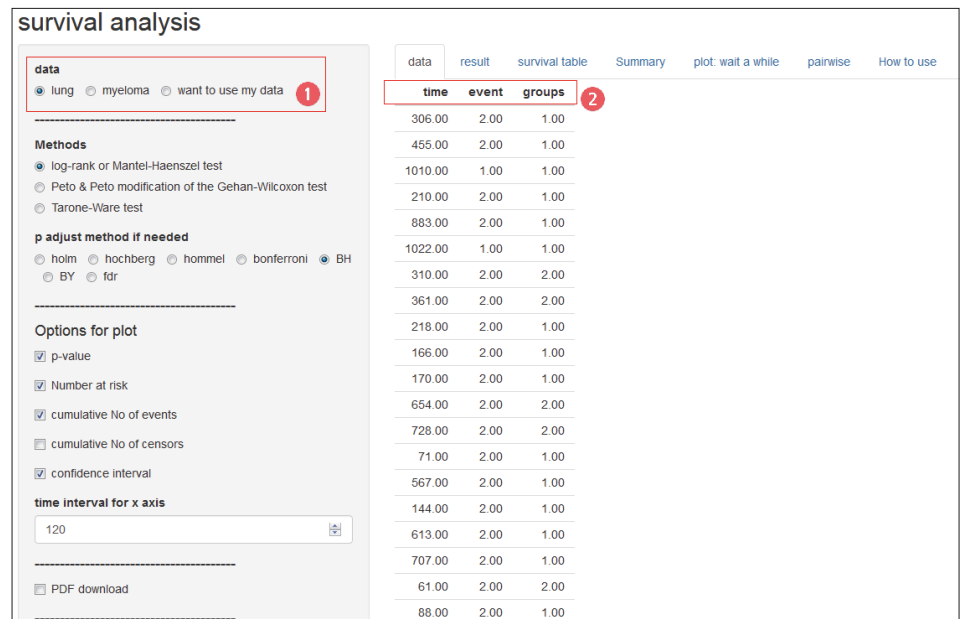 survival analysis
data
lung myeloma want to use my data 1
----------------------------------------
Methods
log-rank or Mantel-Haenszel test
Peto & Peto modification of the Gehan-Wilcoxon test
Tarone-Ware test
p adjust method if needed
holm hochberg hommel bonferroni BH
BY fdr
----------------------------------------
Options for plot
p-value
Number at risk
cumulative No of events
cumulative No of censors
confidence interval
time interval for x axis
120
----------------------------------------
PDF download
----------------------------------------
data result survival table Summary plot: wait a while pairwise How to use
time event groups 2
306.00 2.00 1.00
455.00 2.00 1.00
1010.00 1.00 1.00
210.00 2.00 1.00
883.00 2.00 1.00
1022.00 1.00 1.00
310.00 2.00 2.00
361.00 2.00 2.00
218.00 2.00 1.00
166.00 2.00 1.00
170.00 2.00 1.00
654.00 2.00 2.00
728.00 2.00 2.00
71.00 2.00 1.00
567.00 2.00 1.00
144.00 2.00 1.00
613.00 2.00 1.00
707.00 2.00 1.00
61.00 2.00 2.00
88.00 2.00 1.00